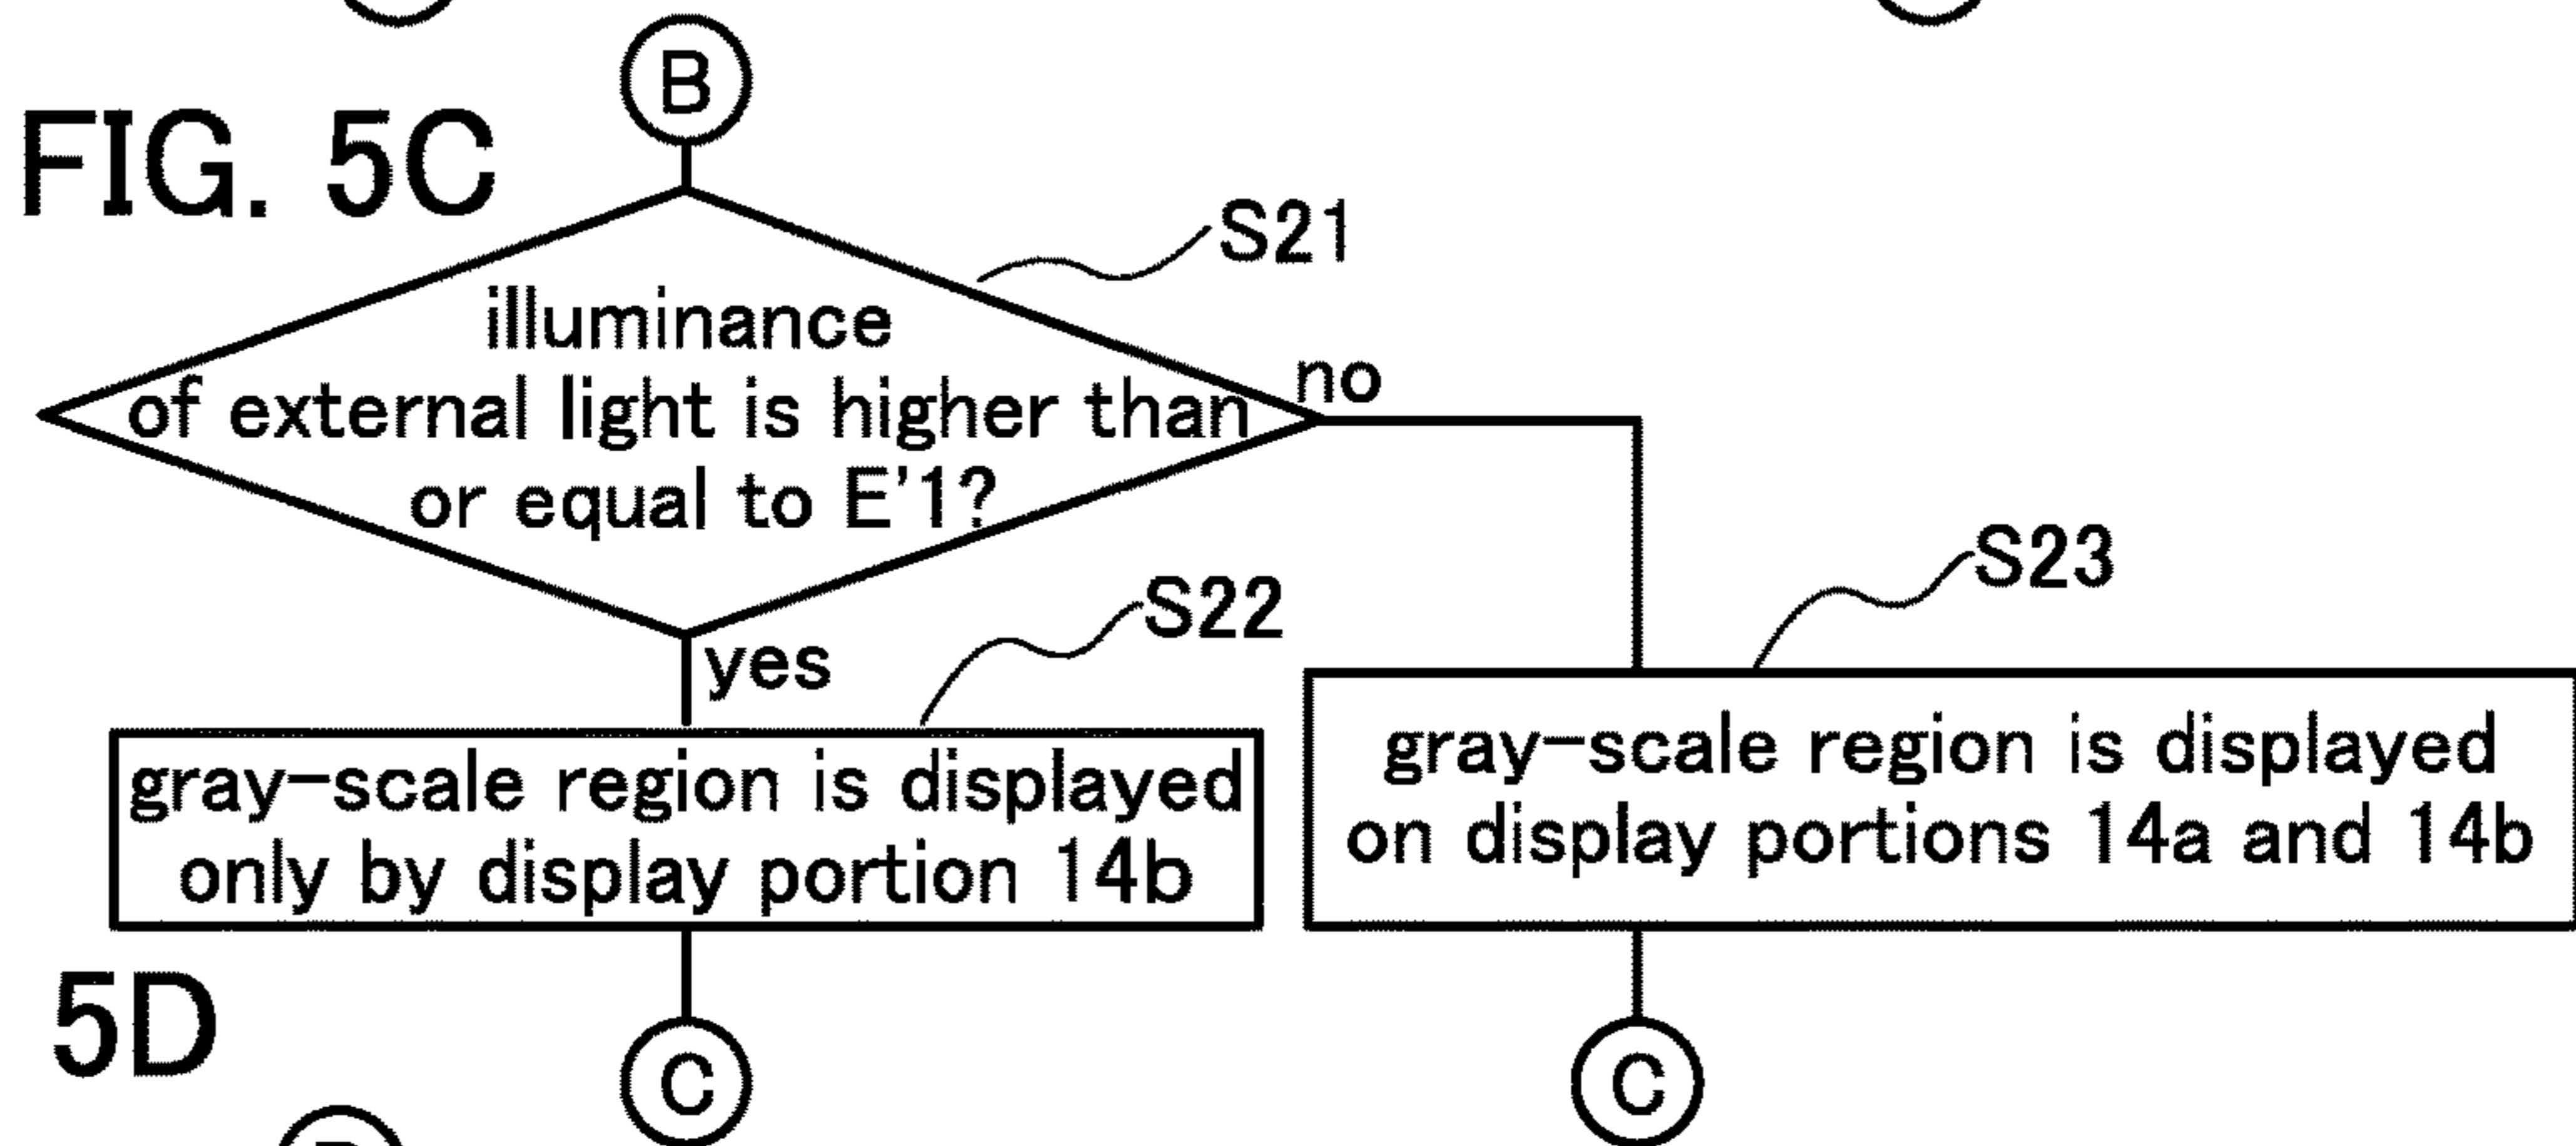 B
FIG. 5C
S21
illuminance
of external light is higher than
or equal to E'1?
no
yes
S22
S23
gray-scale region is displayed
only by display portion 14b
gray-scale region is displayed
on display portions 14a and 14b
5D
C
C